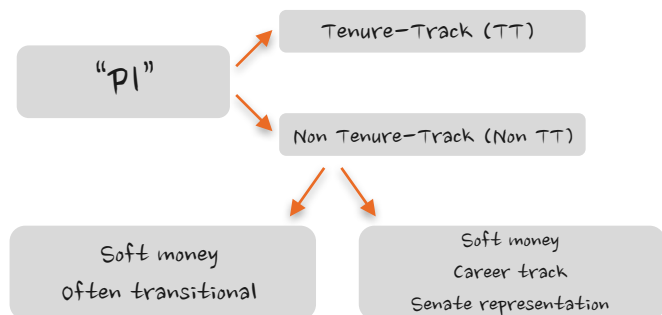 “PI”
Tenure-Track (TT)
Non Tenure-Track (Non TT)
Soft money
Often transitional
Soft money
Career track
Senate representation